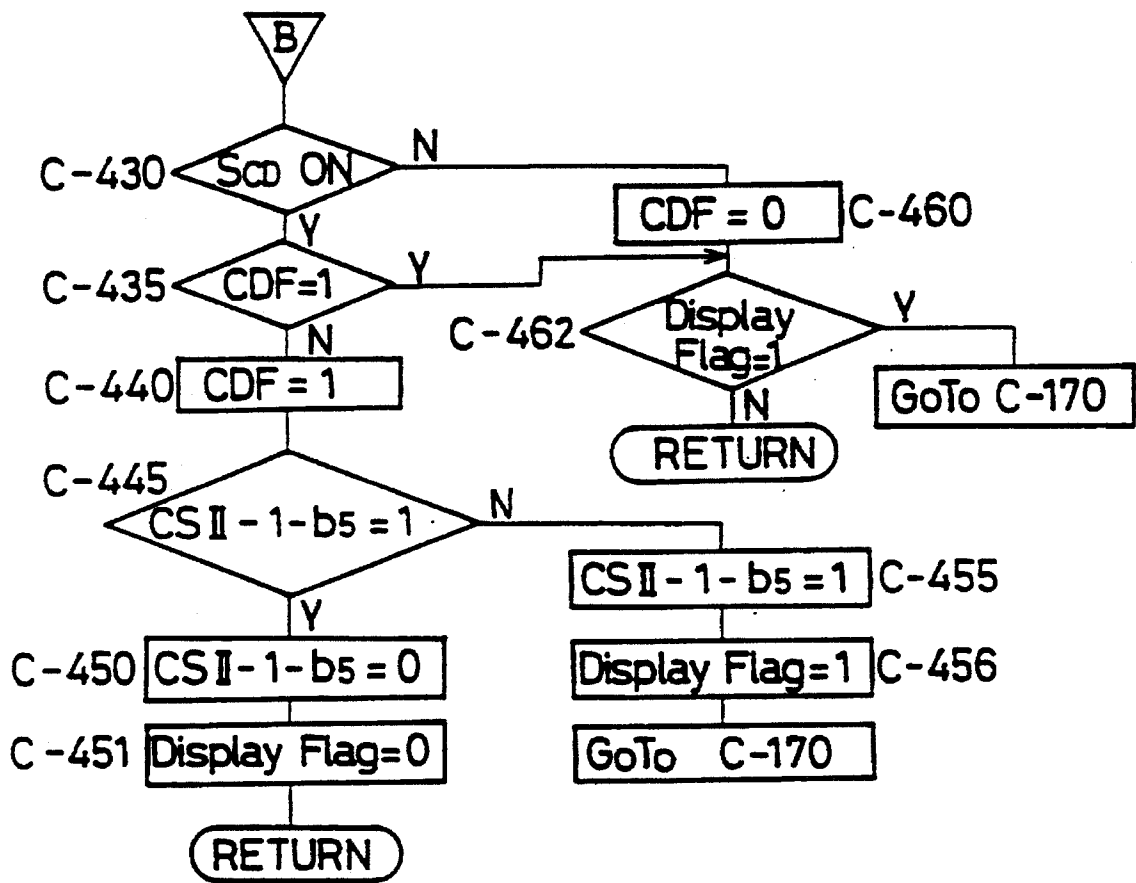 B
C-430
SCD ON
N
Y
CDF = 0
C-460
C-435
CDF=1
Y
N
C-462
Display
Flag=1
Y
N
GoTo C-170
RETURN
C-440
CDF = 1
C-445
CSⅡ-1-b5 = 1
N
Y
CSⅡ-1-b5 = 1
C-455
C-450
CSⅡ-1-b5 = 0
Display Flag=1
C-456
C-451
Display Flag=0
GoTo C-170
RETURN